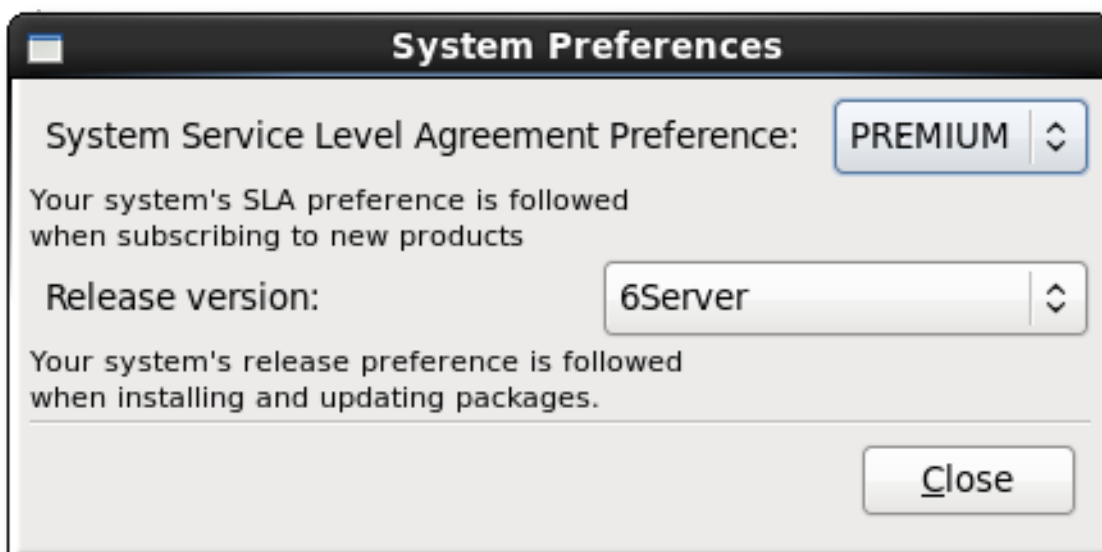 System Preferences
System Service Level Agreement Preference: PREMIUM
Your system's SLA preference is followed
when subscribing to new products
Release version: 6Server
Your system's release preference is followed
when installing and updating packages.
Close